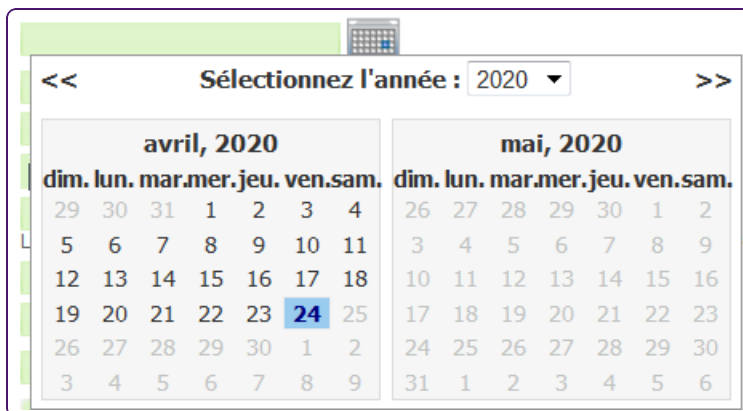 << Sélectionnez l'année : 2020 >>
avril, 2020
dim. lun. mar. mer. jeu. ven. sam.
29 30 31 1 2 3 4
5 6 7 8 9 10 11
12 13 14 15 16 17 18
19 20 21 22 23 24 25
26 27 28 29 30 1 2
3 4 5 6 7 8 9
mai, 2020
dim. lun. mar. mer. jeu. ven. sam.
26 27 28 29 30 1 2
3 4 5 6 7 8 9
10 11 12 13 14 15 16
17 18 19 20 21 22 23
24 25 26 27 28 29 30
31 1 2 3 4 5 6